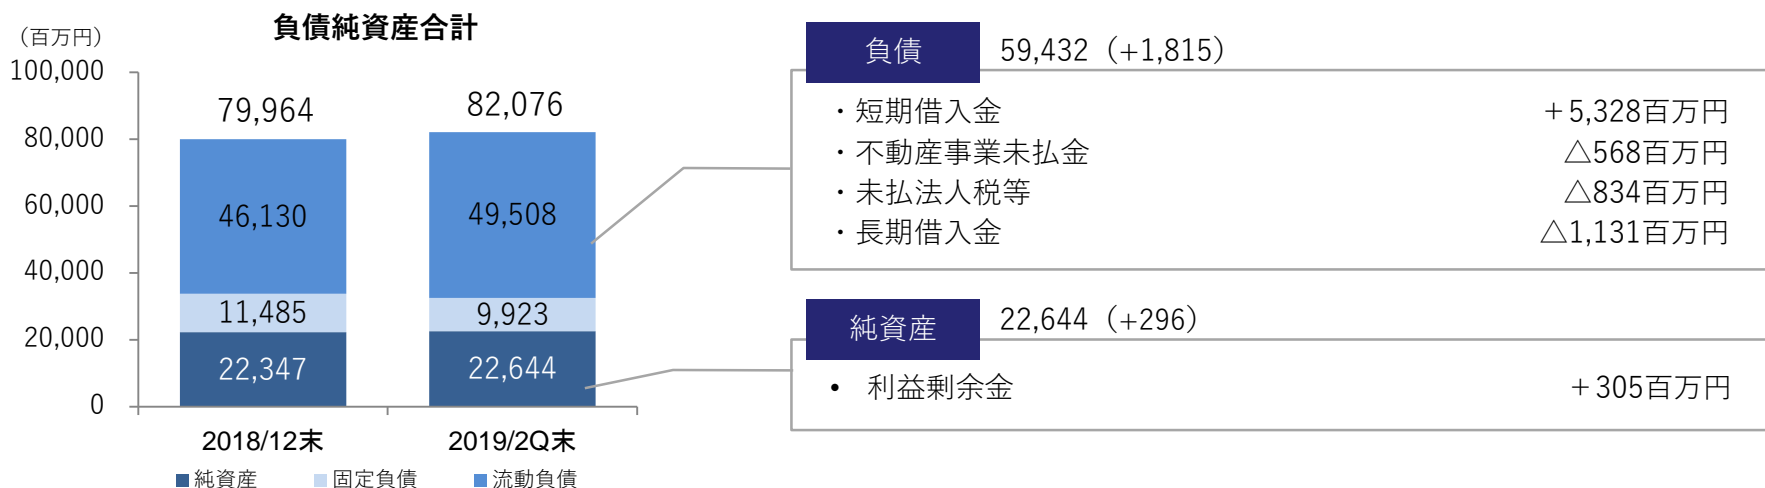 負債純資産合計
（百万円）
100,000
80,000
60,000
40,000
20,000
0
79,964
82,076
46,130
49,508
11,485
9,923
22,347
22,644
2018/12末
2019/2Q末
純資産
固定負債
流動負債
負債 59,432（+1,815）
・短期借入金 ＋5,328百万円
・不動産事業未払金 △568百万円
・未払法人税等 △834百万円
・長期借入金 △1,131百万円
純資産 22,644（+296）
• 利益剰余金 ＋305百万円